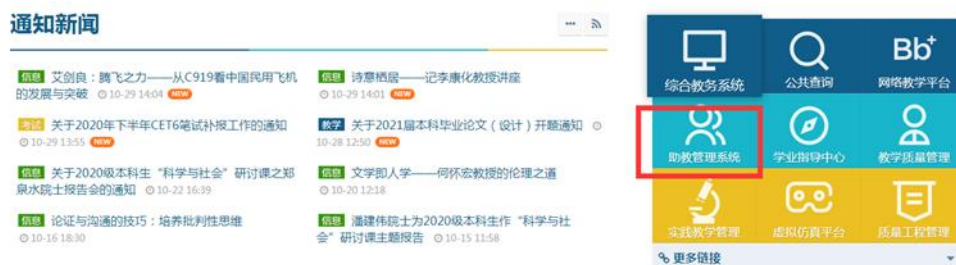 通知新闻
信息 艾剑良：腾飞之力——从C919看中国民用飞机
的发展与突破 10-29 14:04 NEW
信息 诗意栖居——记李康化教授讲座
10-29 14:01 NEW
考试 关于2020年下半年CET6笔试补报工作的通知
10-29 13:55 NEW
教学 关于2021届本科毕业论文（设计）开题通知
10-28 12:50 NEW
信息 关于2020级本科生“科学与社会”研讨课之郑
泉水院士报告会的通知 10-22 16:39
信息 文学即人学——何怀宏教授的伦理之道
10-20 12:18
信息 论证与沟通的技巧：培养批判性思维
10-16 18:30
信息 潘建伟院士为2020级本科生作“科学与社
会”研讨课主题报告 10-15 11:58
综合教务系统
公共查询
Bb+
网络教学平台
助教管理系统
学业指导中心
教学质量管理
实践教学管理
虚拟仿真平台
质量工程管理
更多链接